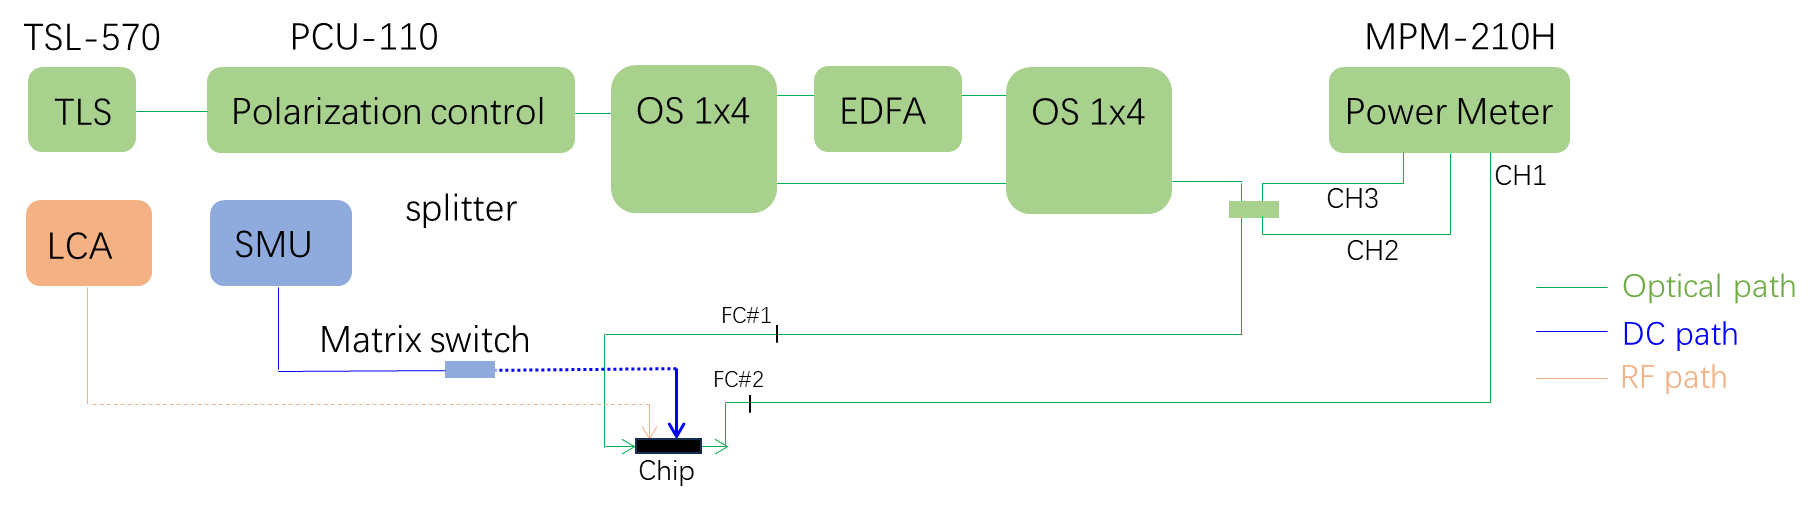 TSL-570
PCU-110
MPM-210H
TLS
Polarization control
OS 1x4
EDFA
OS 1x4
Power Meter
CH1
CH3
CH2
splitter
LCA
SMU
Optical path
DC path
RF path
FC#1
Matrix switch
FC#2
Chip